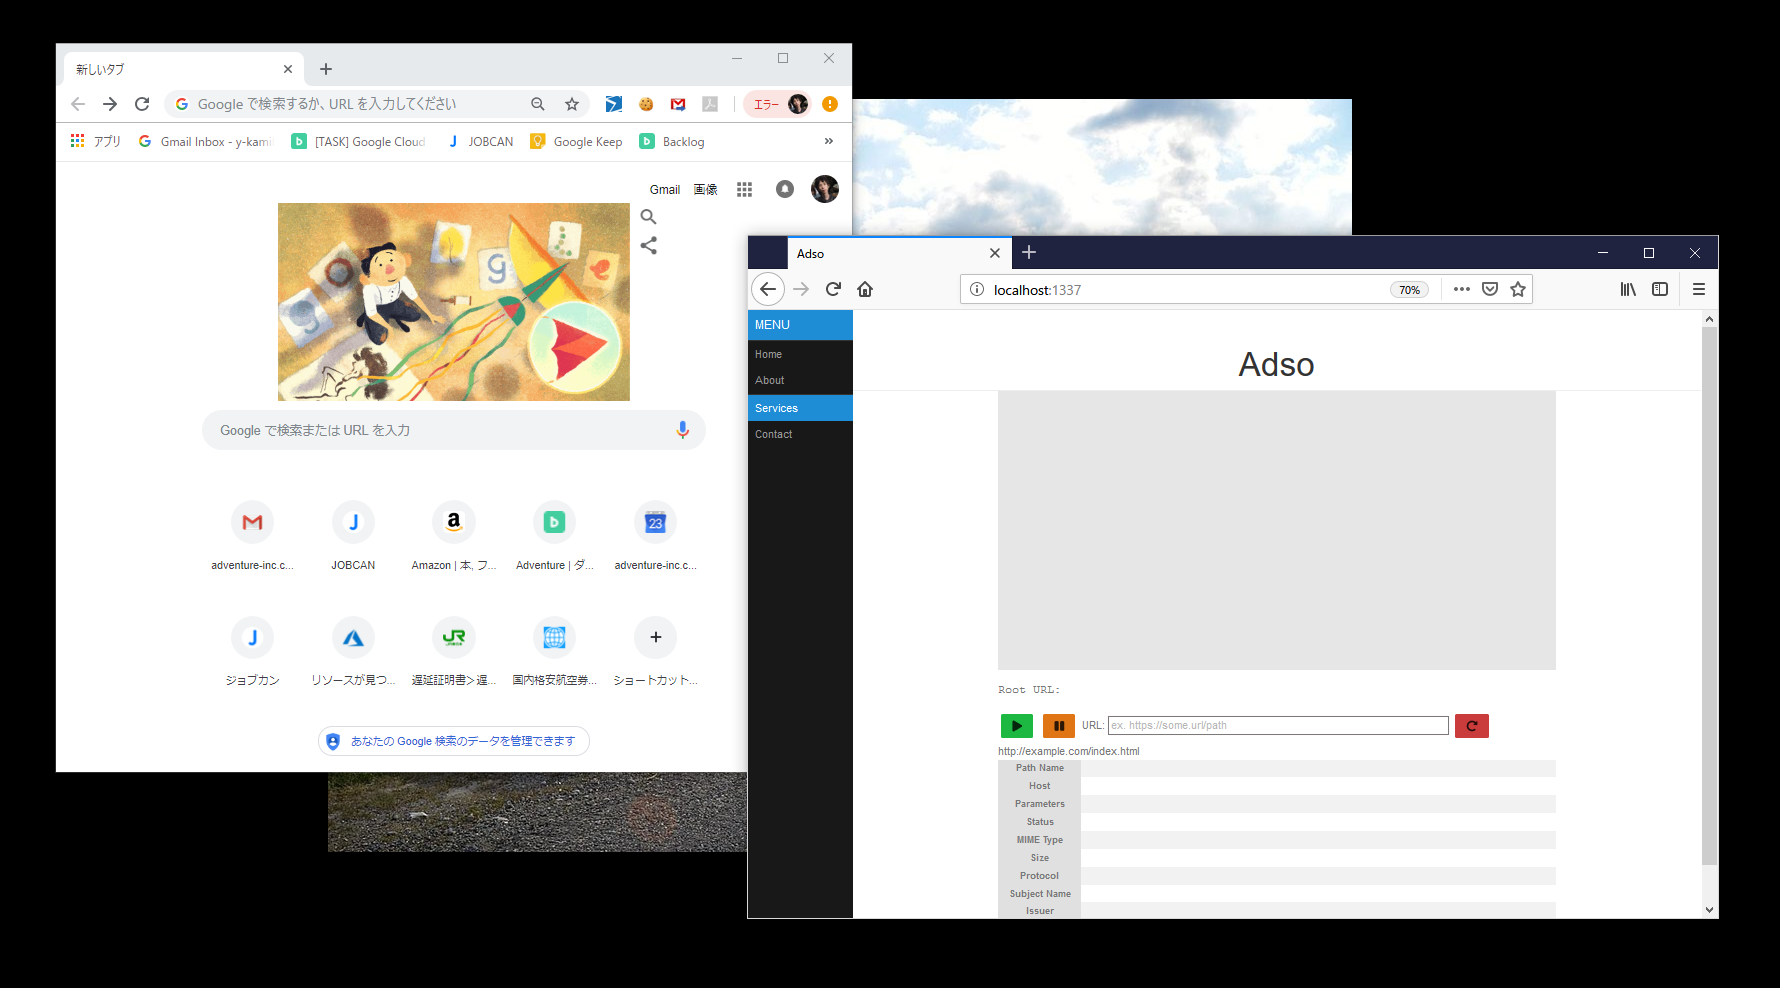 新しいタブ
Google で検索するか、URL を入力してください
エラー
アプリ
Gmail Inbox - y-kami
[TASK] Google Cloud
JOBCAN
Google Keep
Backlog
»
Gmail
画像
Google で検索または URL を入力
adventure-inc.c...
JOBCAN
Amazon | 本, フ...
Adventure | ダ...
23
adventure-inc.c...
ジョブカン
リソースが見つ...
JR
遅延証明書＞遅...
国内格安航空券...
ショートカット...
あなたの Google 検索のデータを管理できます
Adso
localhost:1337
70%
MENU
Home
About
Services
Contact
Adso
Root URL:
URL:
ex. https://some.url/path
http://example.com/index.html
Path Name
Host
Parameters
Status
MIME Type
Size
Protocol
Subject Name
Issuer